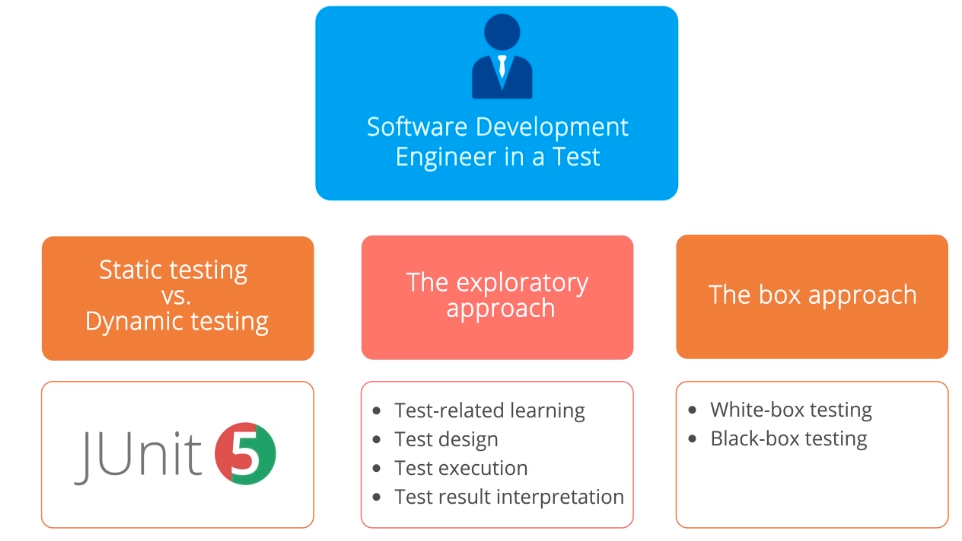 Software Development
Engineer in a Test
Static testing
vs.
Dynamic testing
The exploratory
approach
The box approach
JUnit 5
• Test-related learning
• Test design
• Test execution
• Test result interpretation
• White-box testing
• Black-box testing